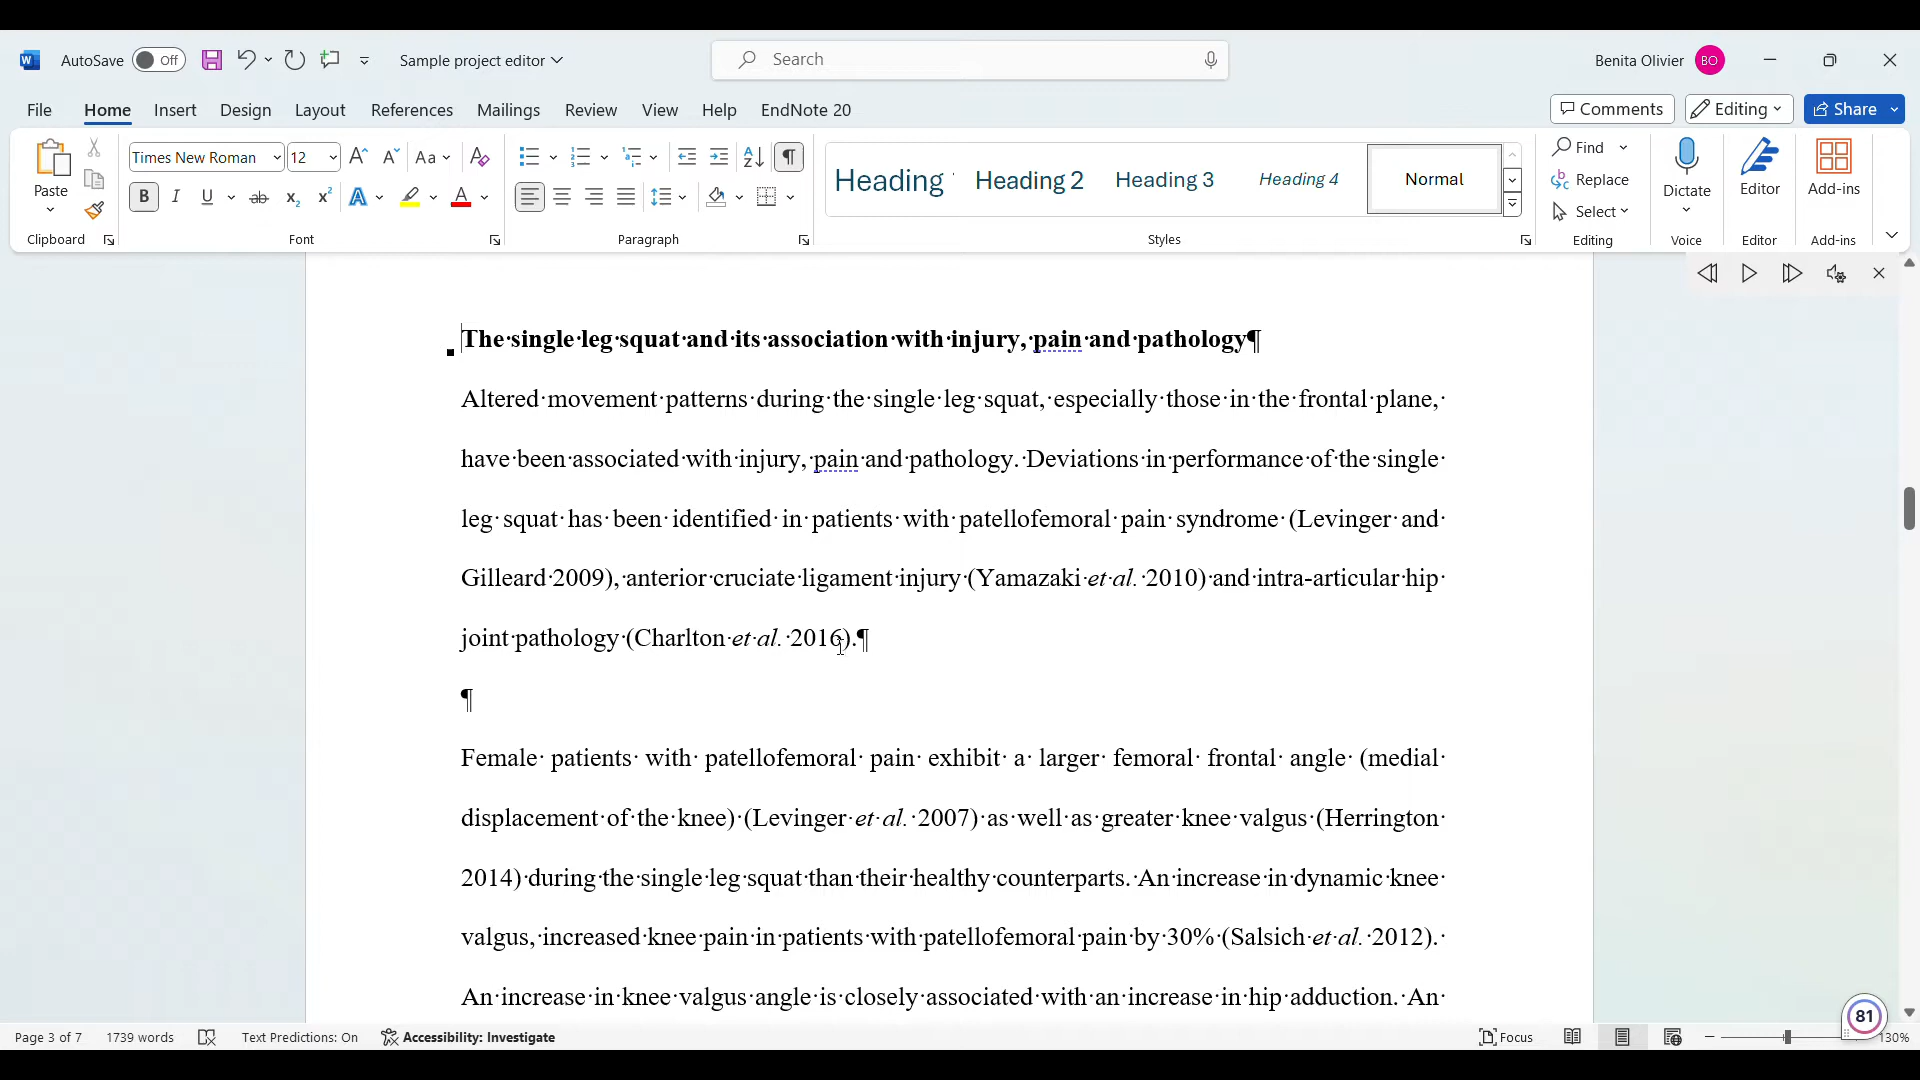 AutoSave Off Sample project editor Search Benita Olivier BO
File Home Insert Design Layout References Mailings Review View Help EndNote 20 Comments Editing Share
Times New Roman 12 Aa Heading Heading 2 Heading 3 Heading 4 Normal Find
Paste Replace Dictate Editor Add-ins
B I U ab x₂ x² A A Select
Clipboard Font Paragraph Styles Editing Voice Editor Add-ins
The·single·leg·squat·and·its·association·with·injury,·pain·and·pathology¶
Altered·movement·patterns·during·the·single·leg·squat,·especially·those·in·the·frontal·plane,·
have·been·associated·with·injury,·pain·and·pathology.·Deviations·in·performance·of·the·single·
leg·squat·has·been·identified·in·patients·with·patellofemoral·pain·syndrome·(Levinger·and·
Gilleard·2009),·anterior·cruciate·ligament·injury·(Yamazaki·et·al.·2010)·and·intra-articular·hip·
joint·pathology·(Charlton·et·al.·2016).¶
¶
Female·patients·with·patellofemoral·pain·exhibit·a·larger·femoral·frontal·angle·(medial·
displacement·of·the·knee)·(Levinger·et·al.·2007)·as·well·as·greater·knee·valgus·(Herrington·
2014)·during·the·single·leg·squat·than·their·healthy·counterparts.·An·increase·in·dynamic·knee·
valgus,·increased·knee·pain·in·patients·with·patellofemoral·pain·by·30%·(Salsich·et·al.·2012).·
An·increase·in·knee·valgus·angle·is·closely·associated·with·an·increase·in·hip·adduction.·An·
81
Page 3 of 7 1739 words Text Predictions: On Accessibility: Investigate Focus 130%